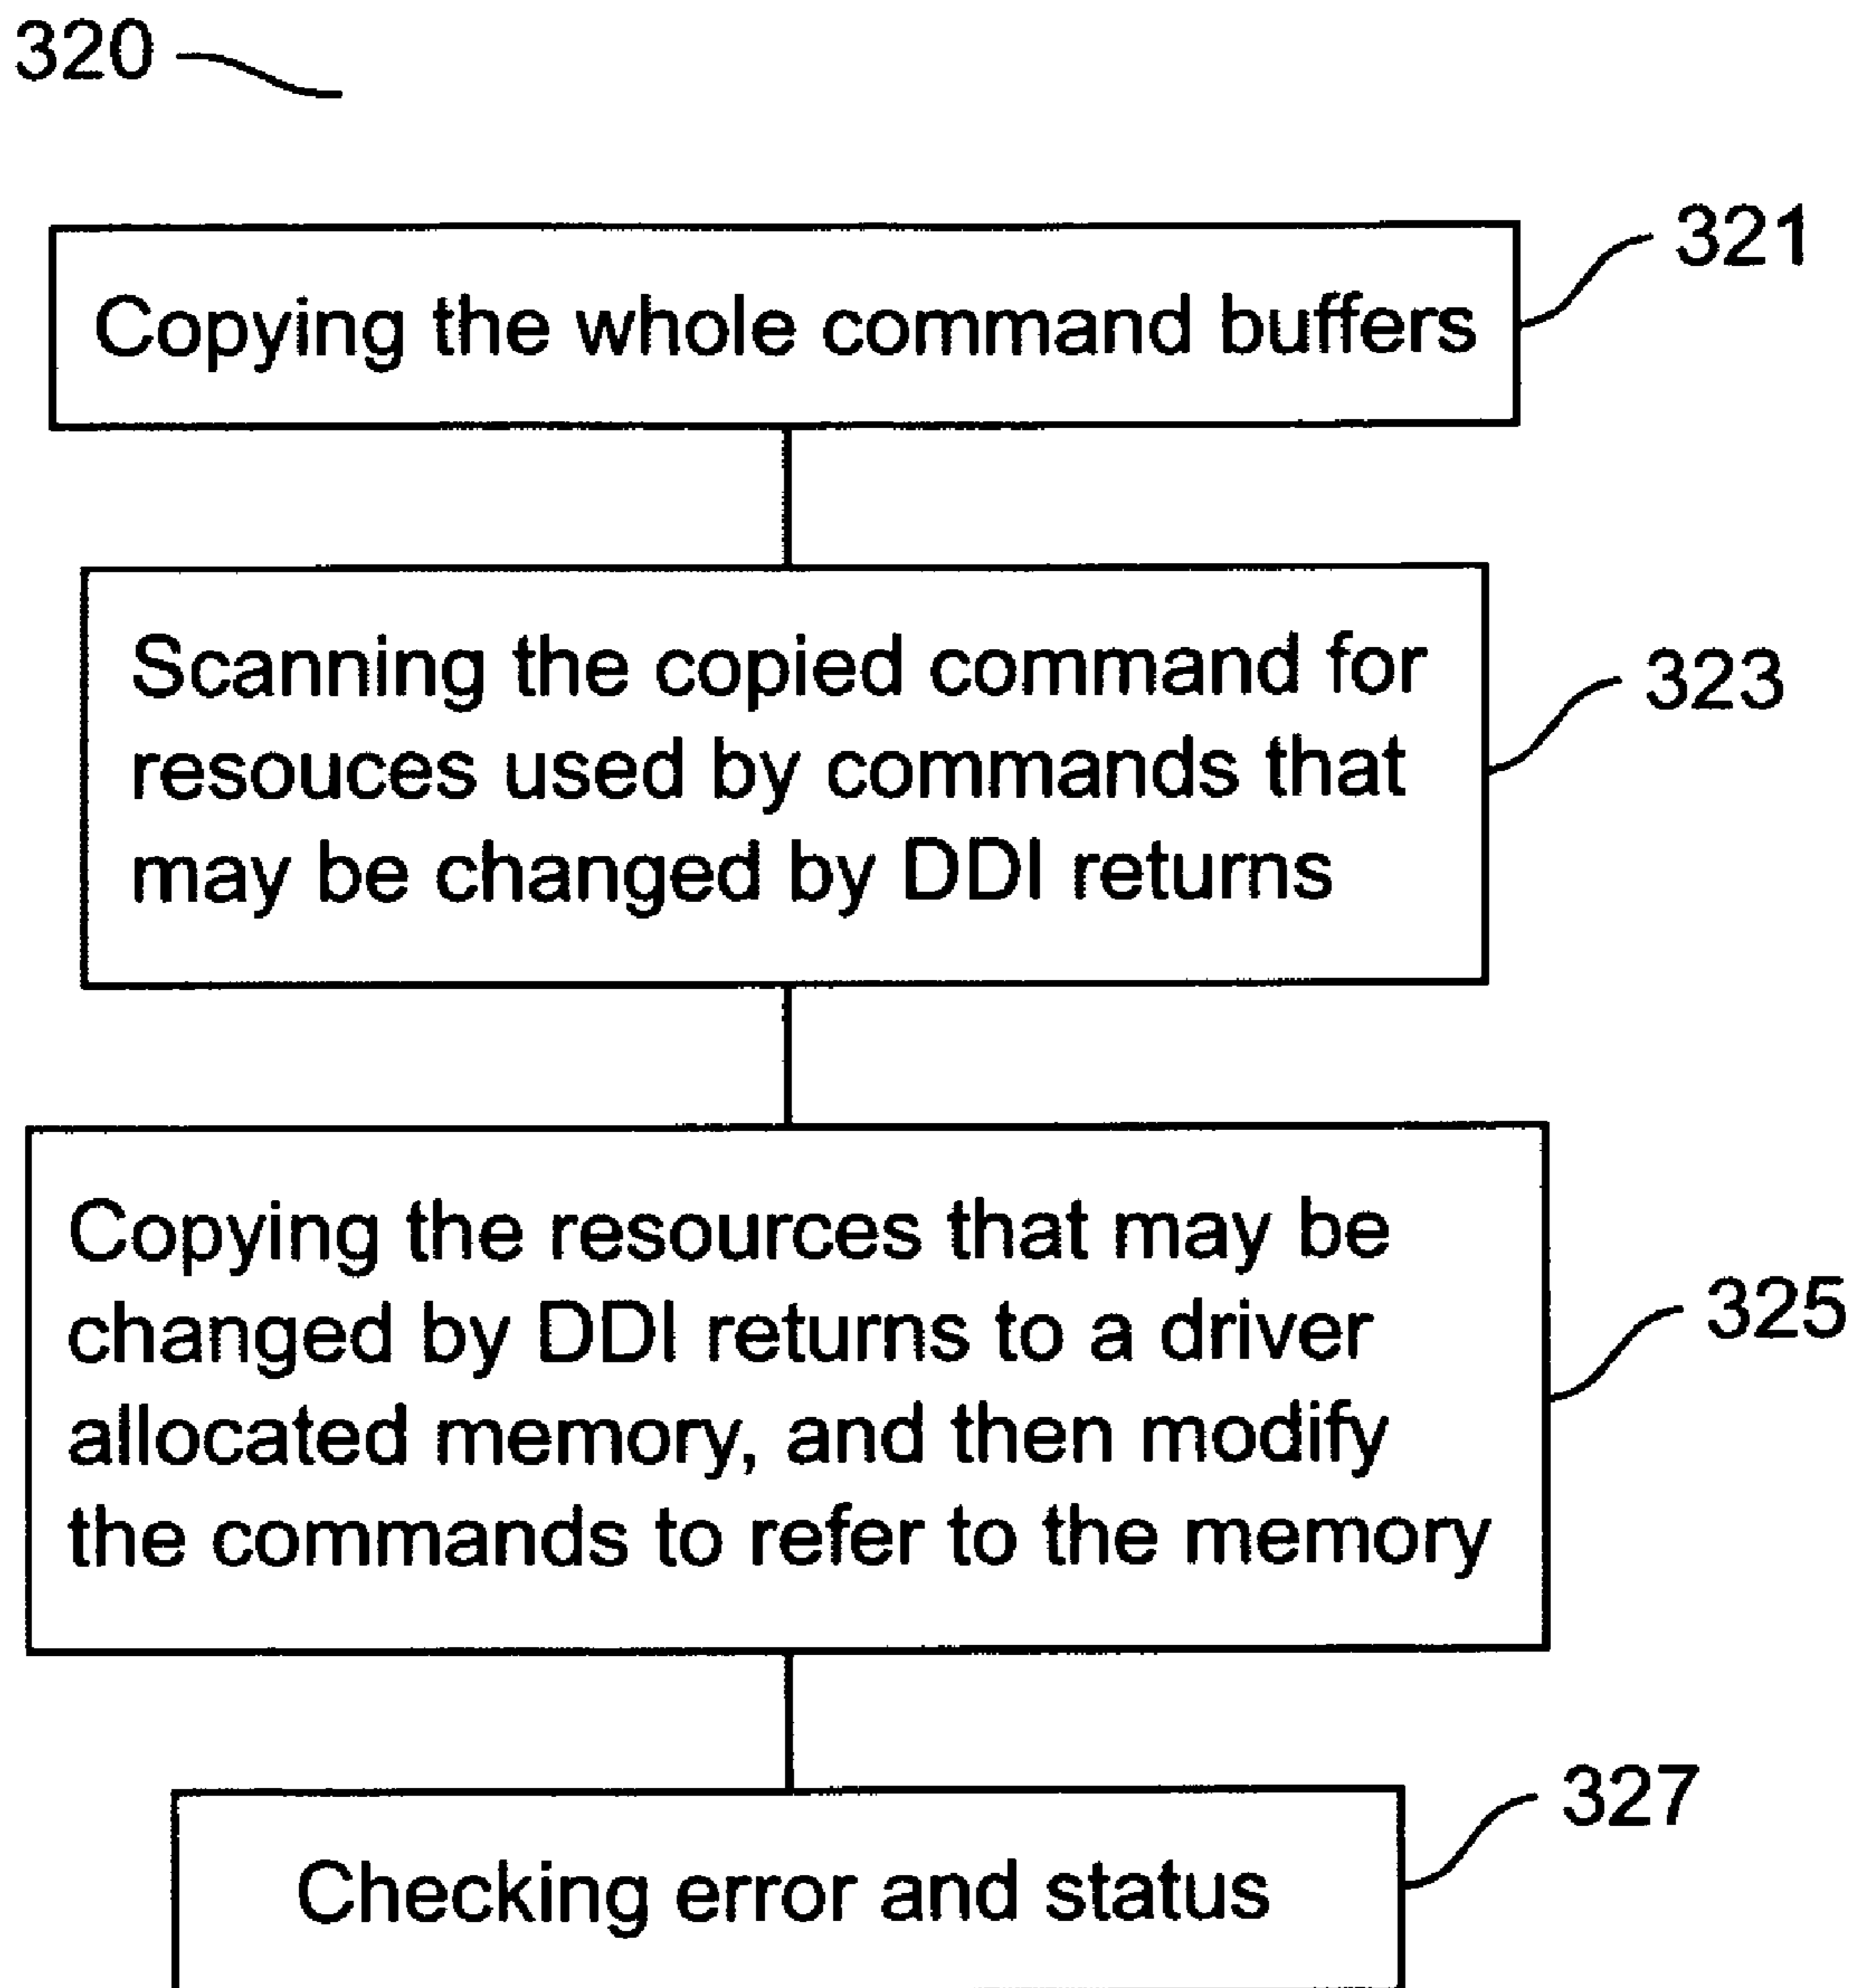 320
321
Copying the whole command buffers
Scanning the copied command for
323
resouces used by commands that
may be changed by DDI returns
Copying the resources that may be
325
changed by DDI returns to a driver
allocated memory, and then modify
the commands to refer to the memory
327
Checking error and status